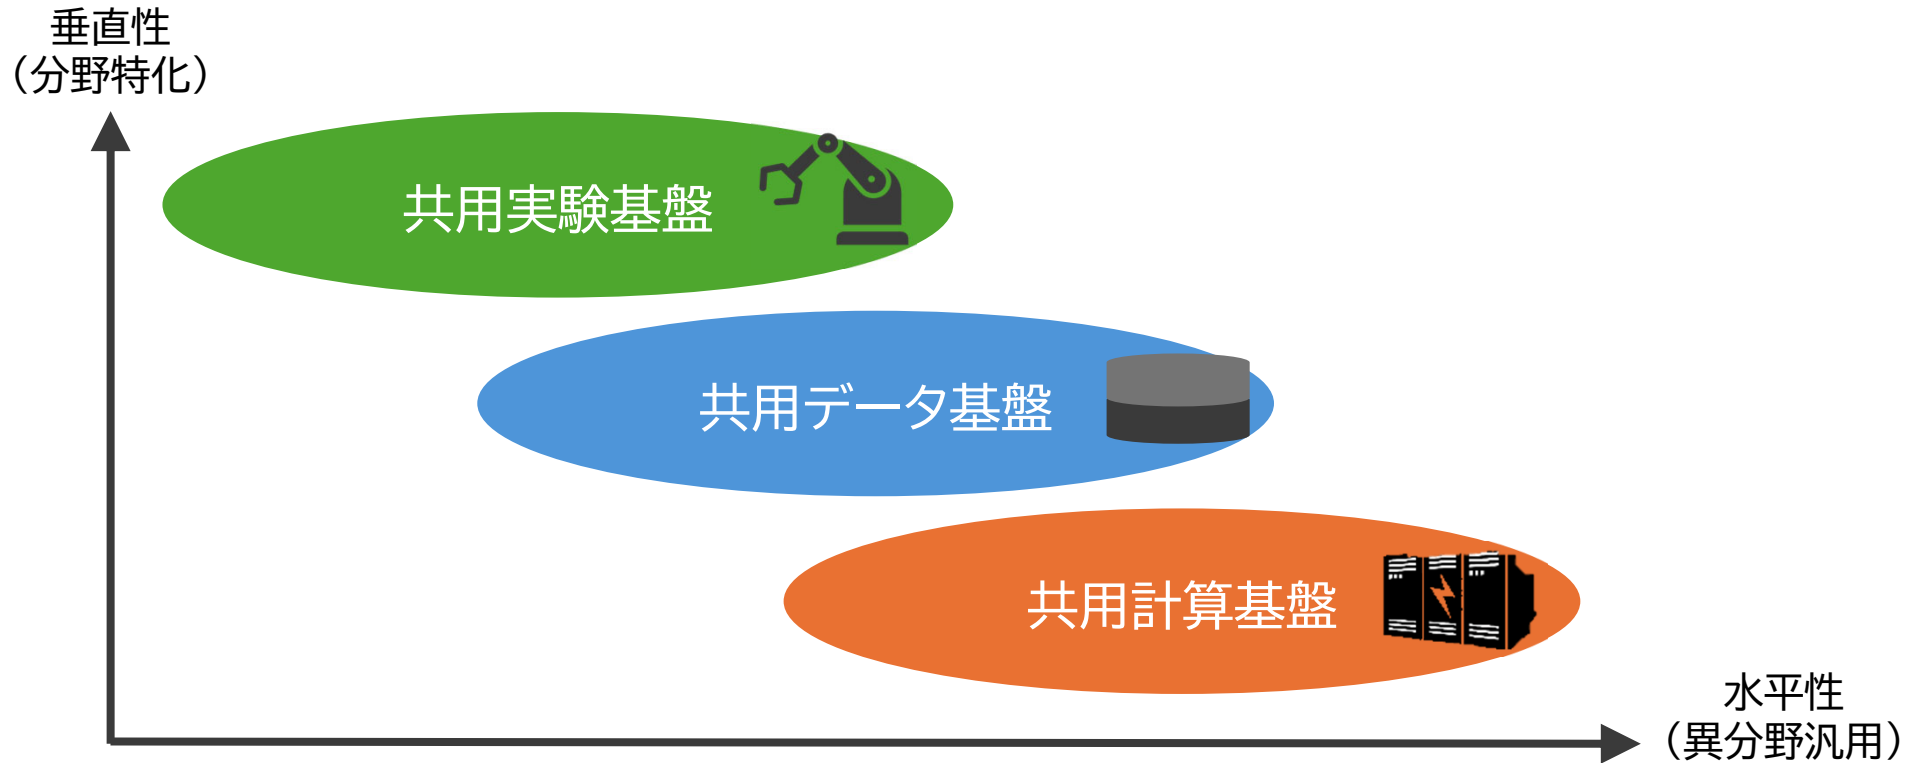 垂直性
（分野特化）
共用実験基盤
共用データ基盤
共用計算基盤
水平性
（異分野汎用）